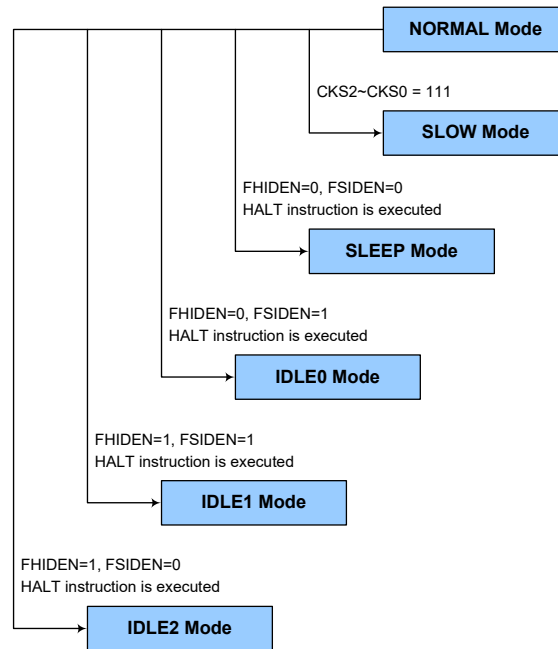 NORMAL Mode
CKS2~CKS0 = 111
SLOW Mode
FHIDEN=0, FSIDEN=0
HALT instruction is executed
SLEEP Mode
FHIDEN=0, FSIDEN=1
HALT instruction is executed
IDLE0 Mode
FHIDEN=1, FSIDEN=1
HALT instruction is executed
IDLE1 Mode
FHIDEN=1, FSIDEN=0
HALT instruction is executed
IDLE2 Mode